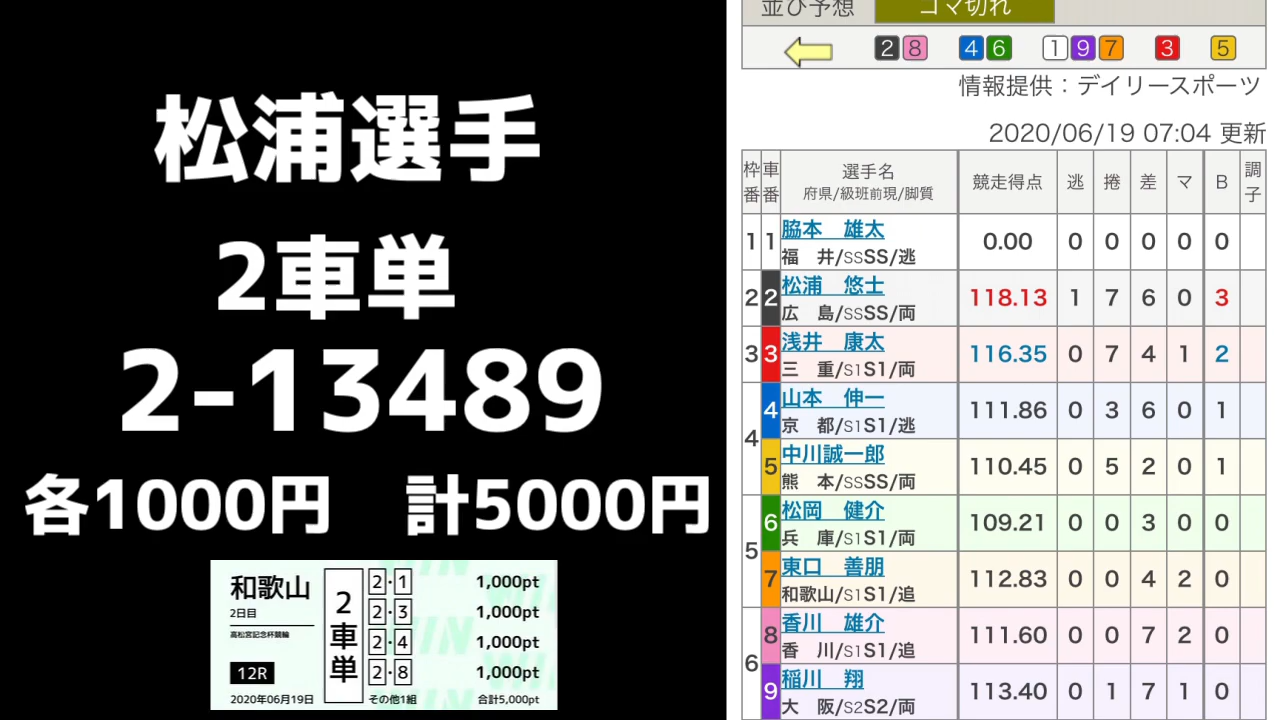 松浦選手
2車単
2-13489
各1000円 計5000円
和歌山
2日目
高松宮記念杯競輪
12R
2020年06月19日
2車単
2・1 1,000pt
2・3 1,000pt
2・4 1,000pt
2・8 1,000pt
その他1組 合計5,000pt
並び予想 コマ切れ
2 8 4 6 1 9 7 3 5
情報提供：デイリースポーツ
2020/06/19 07:04 更新
枠番 車番 選手名 府県/級班前現/脚質 競走得点 逃 捲 差 マ B 調子
1 1 脇本 雄太 0.00 0 0 0 0 0
福 井/SSSS/逃
2 2 松浦 悠士 118.13 1 7 6 0 3
広 島/SSSS/両
3 3 浅井 康太 116.35 0 7 4 1 2
三 重/S1S1/両
4 4 山本 伸一 111.86 0 3 6 0 1
京 都/S1S1/逃
5 中川誠一郎 110.45 0 5 2 0 1
熊 本/SSSS/両
5 6 松岡 健介 109.21 0 0 3 0 0
兵 庫/S1S1/両
7 東口 善朋 112.83 0 0 4 2 0
和歌山/S1S1/追
6 8 香川 雄介 111.60 0 0 7 2 0
香 川/S1S1/追
9 稲川 翔 113.40 0 1 7 1 0
大 阪/S2S2/両